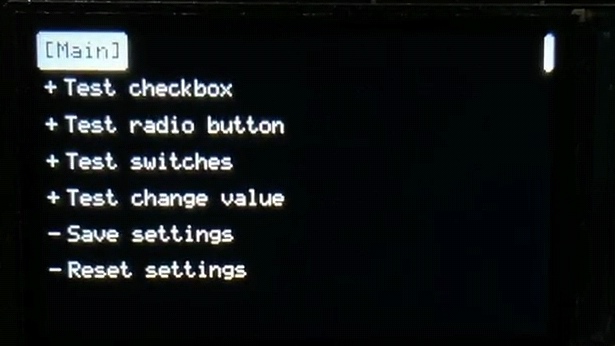 [Main]
+ Test checkbox
+ Test radio button
+ Test switches
+ Test change value
- Save settings
- Reset settings